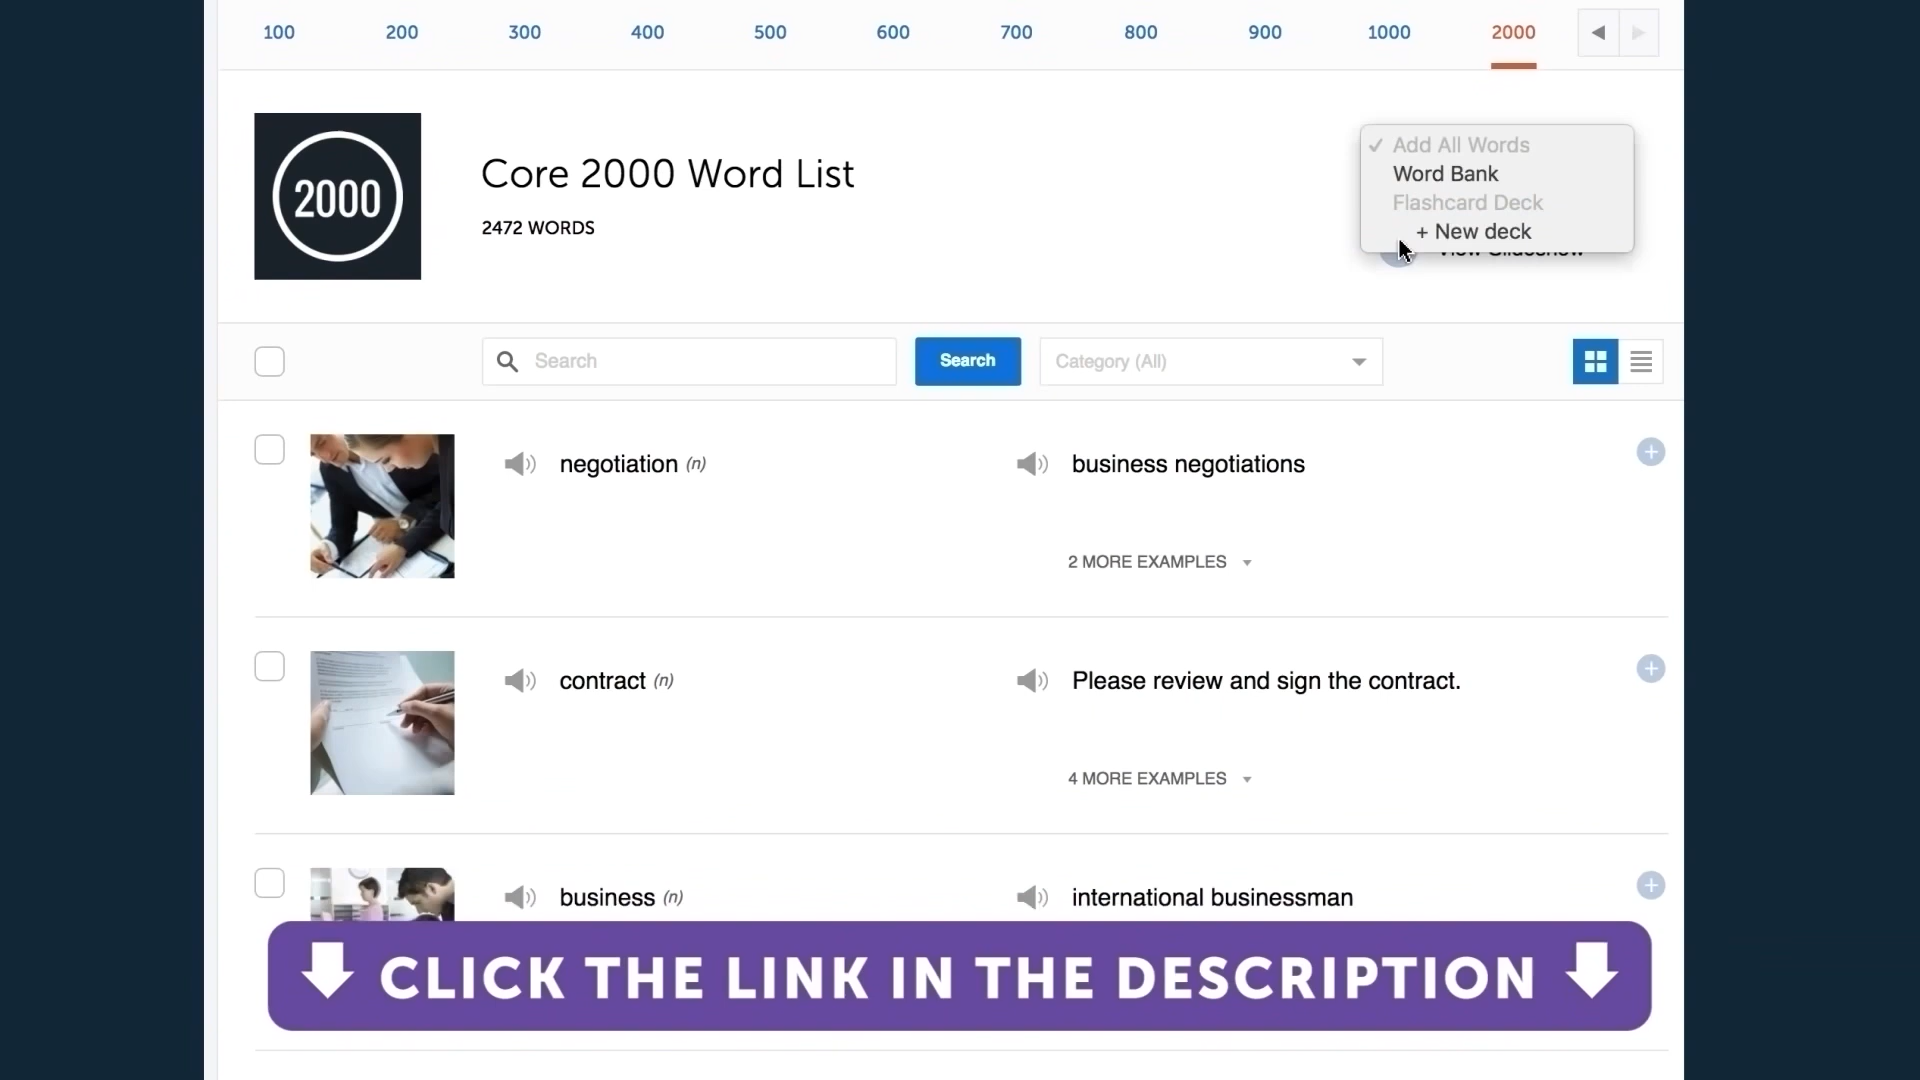 100 200 300 400 500 600 700 800 900 1000 2000
2000
Core 2000 Word List
2472 WORDS
✓ Add All Words
Word Bank
Flashcard Deck
+ New deck
View Slideshow
Search
Search
Category (All)
negotiation (n)
business negotiations
2 MORE EXAMPLES
contract (n)
Please review and sign the contract.
4 MORE EXAMPLES
business (n)
international businessman
CLICK THE LINK IN THE DESCRIPTION